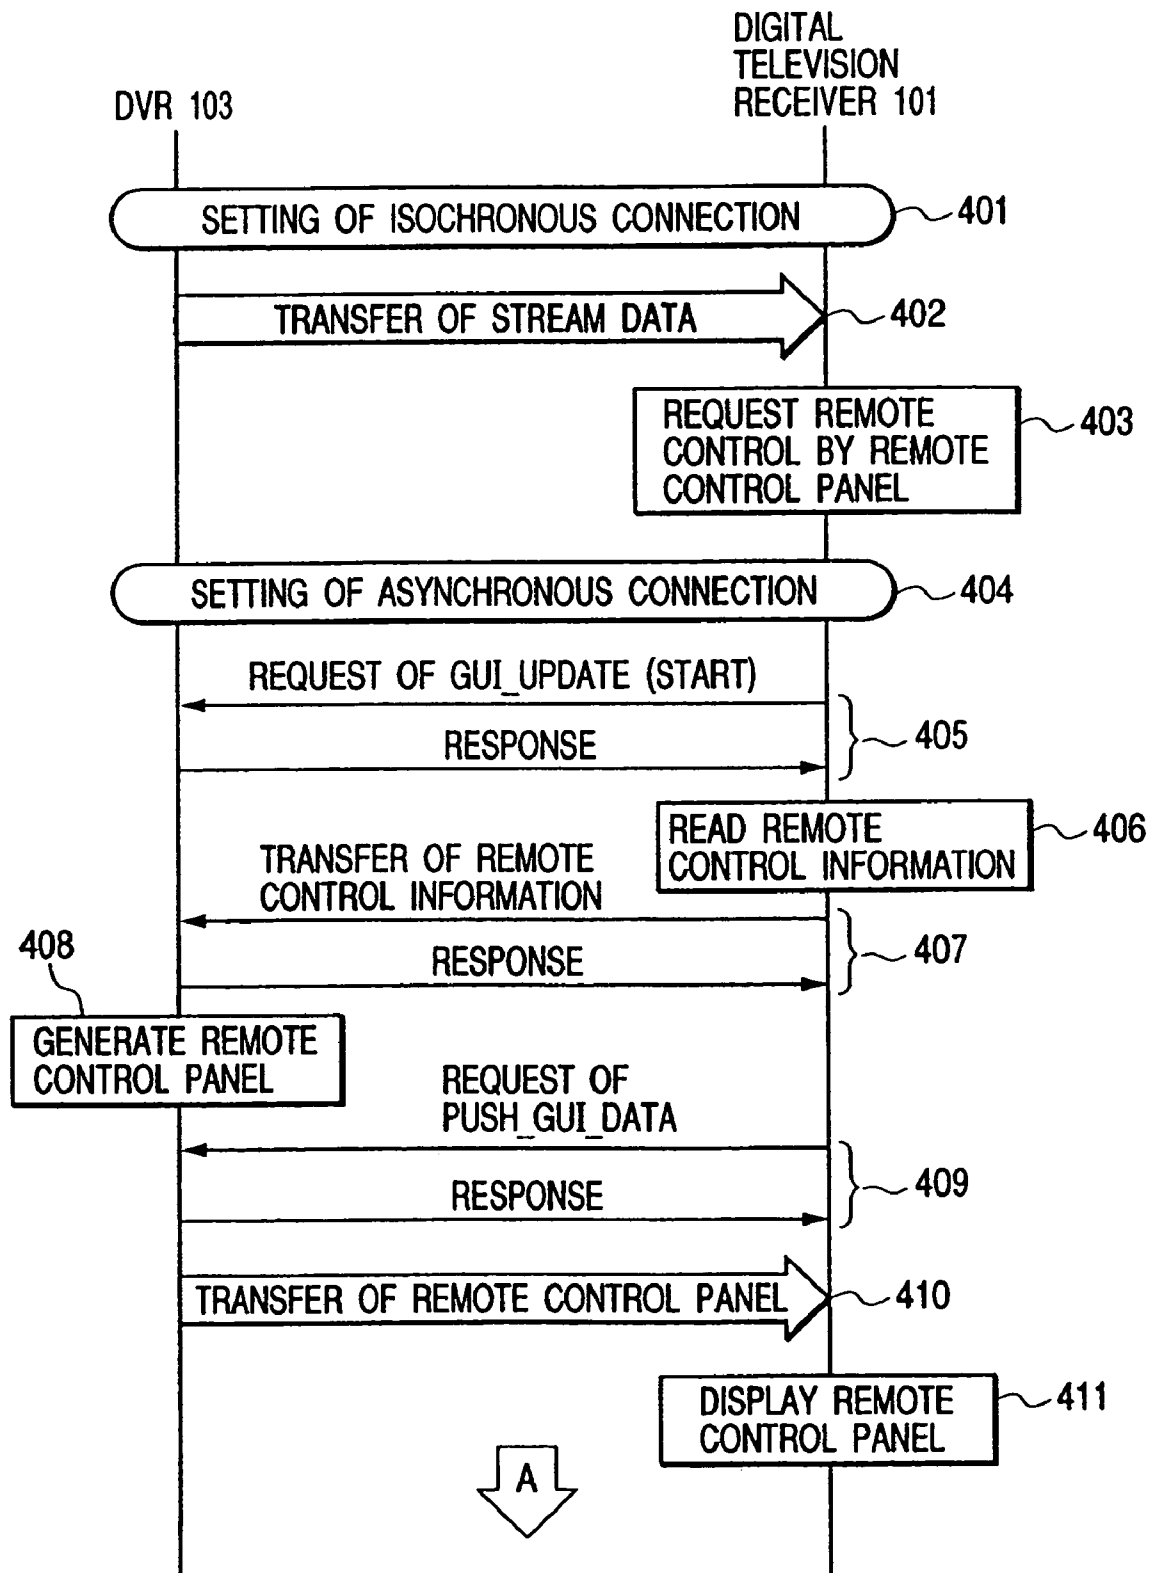 DIGITAL
TELEVISION
RECEIVER 101
DVR 103
SETTING OF ISOCHRONOUS CONNECTION
401
TRANSFER OF STREAM DATA
402
REQUEST REMOTE
CONTROL BY REMOTE
CONTROL PANEL
403
SETTING OF ASYNCHRONOUS CONNECTION
404
REQUEST OF GUI_UPDATE (START)
RESPONSE
405
READ REMOTE
CONTROL INFORMATION
406
TRANSFER OF REMOTE
CONTROL INFORMATION
RESPONSE
407
408
GENERATE REMOTE
CONTROL PANEL
REQUEST OF
PUSH_GUI_DATA
RESPONSE
409
TRANSFER OF REMOTE CONTROL PANEL
410
DISPLAY REMOTE
CONTROL PANEL
411
A